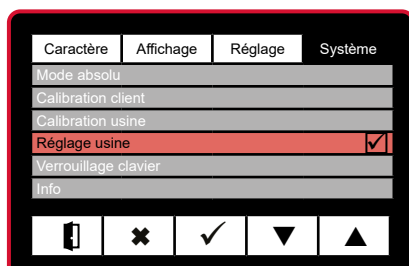 Caractère Affichage Réglage Système
Mode absolu
Calibration client
Calibration usine
Réglage usine
Verrouillage clavier
Info